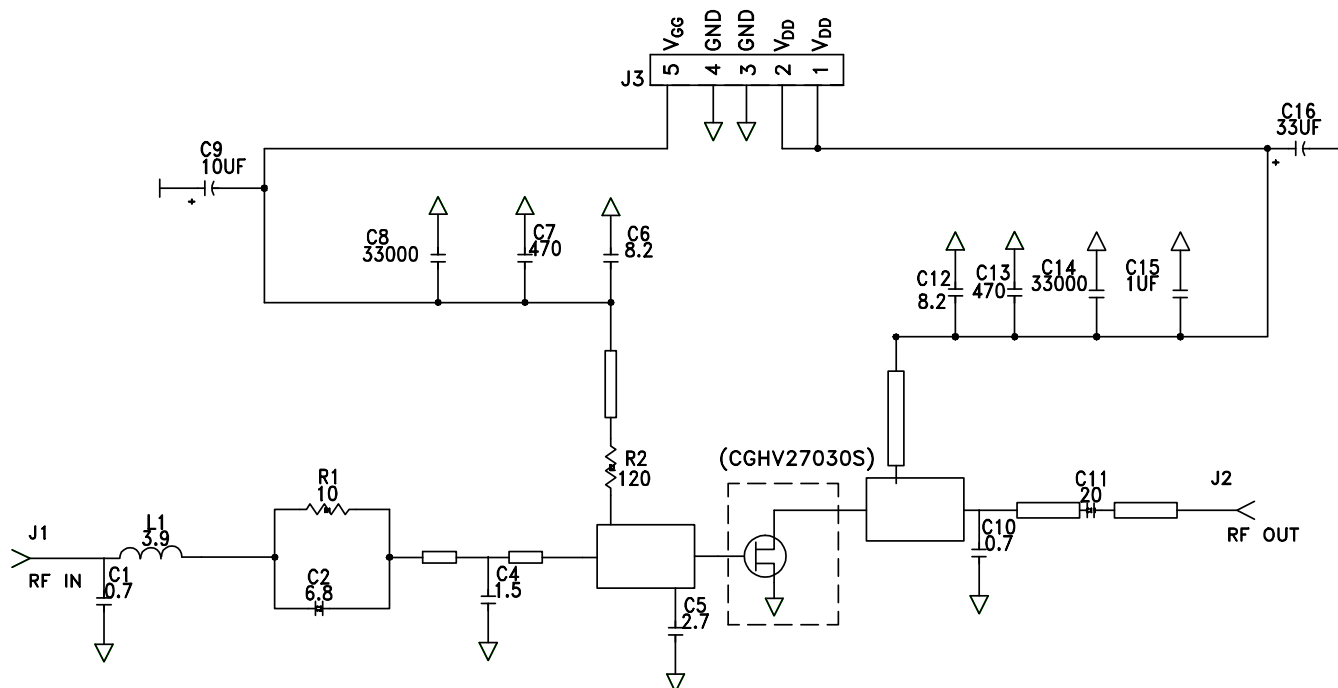 VGG
GND
GND
VDD
VDD
J3
5
4
3
2
1
C16
33UF
+
C9
10UF
+
C8
33000
C7
470
C6
8.2
C12
8.2
C13
470
C14
33000
C15
1UF
R2
120
(CGHV27030S)
R1
10
J1
RF IN
L1
3.9
C1
0.7
C2
6.8
C4
1.5
C5
2.7
C10
0.7
C11
20
J2
RF OUT